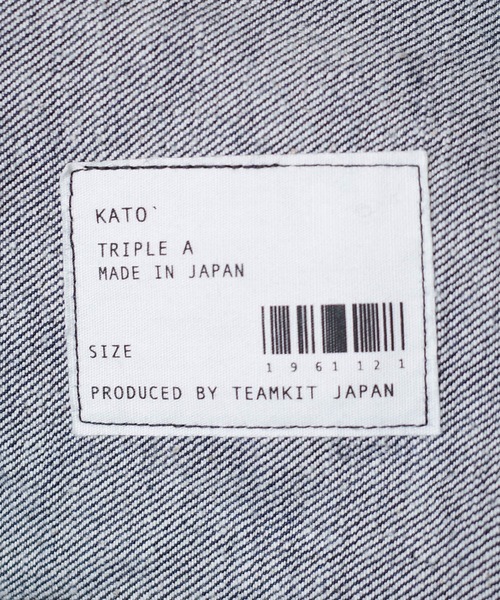 KATO`
TRIPLE A
MADE IN JAPAN
SIZE
1 9 6 1 1 2 1
PRODUCED BY TEAMKIT JAPAN